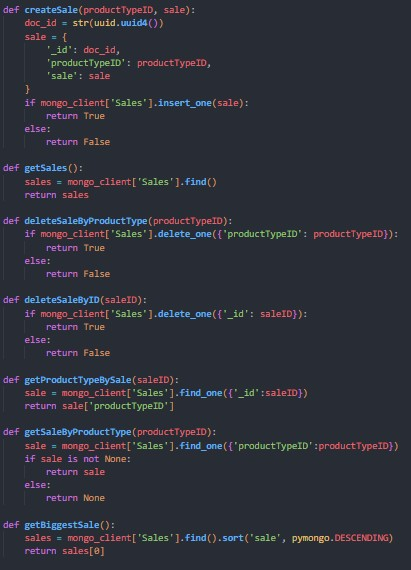 def createSale(productTypeID, sale):
    doc_id = str(uuid.uuid4())
    sale = {
        '_id': doc_id,
        'productTypeID': productTypeID,
        'sale': sale
    }
    if mongo_client['Sales'].insert_one(sale):
        return True
    else:
        return False

def getSales():
    sales = mongo_client['Sales'].find()
    return sales

def deleteSaleByProductType(productTypeID):
    if mongo_client['Sales'].delete_one({'productTypeID': productTypeID}):
        return True
    else:
        return False

def deleteSaleByID(saleID):
    if mongo_client['Sales'].delete_one({'_id': saleID}):
        return True
    else:
        return False

def getProductTypeBySale(saleID):
    sale = mongo_client['Sales'].find_one({'_id':saleID})
    return sale['productTypeID']

def getSaleByProductType(productTypeID):
    sale = mongo_client['Sales'].find_one({'productTypeID':productTypeID})
    if sale is not None:
        return sale
    else:
        return None

def getBiggestSale():
    sales = mongo_client['Sales'].find().sort('sale', pymongo.DESCENDING)
    return sales[0]